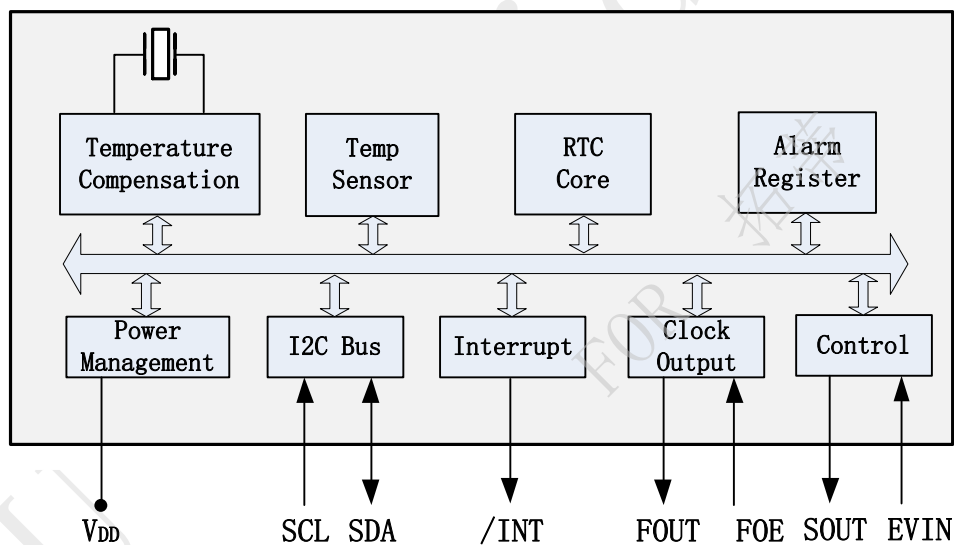 Temperature
Compensation
Temp
Sensor
RTC
Core
Alarm
Register
Power
Management
I2C Bus
Interrupt
Clock
Output
Control
VDD
SCL
SDA
/INT
FOUT
FOE
SOUT
EVIN
FOR